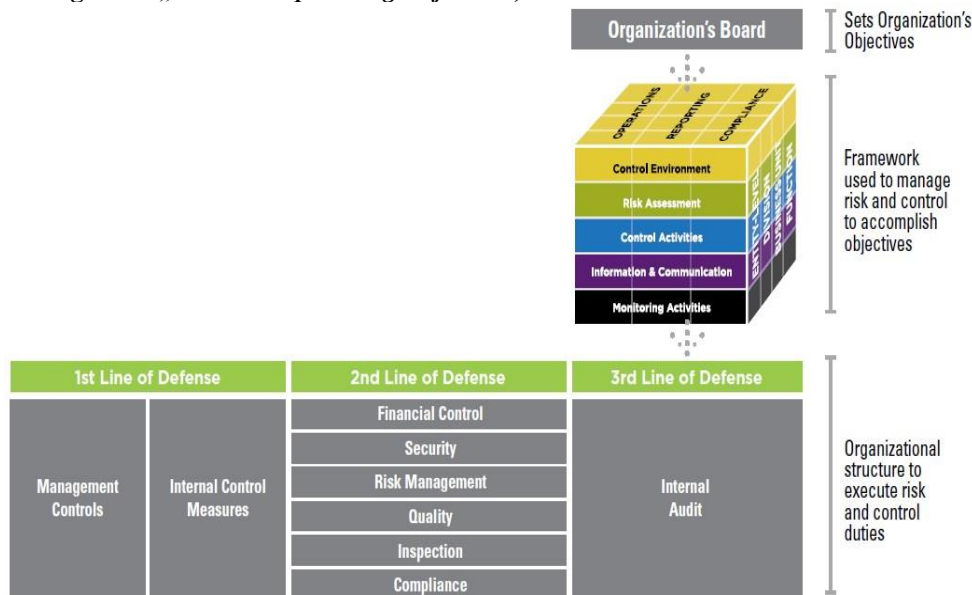 Organization's Board
Sets Organization's
Objectives
OPERATIONS
REPORTING
COMPLIANCE
Control Environment
Risk Assessment
Control Activities
Information & Communication
Monitoring Activities
ENTITY-LEVEL
DIVISION
BUSINESS UNIT
FUNCTION
Framework
used to manage
risk and control
to accomplish
objectives
1st Line of Defense
2nd Line of Defense
3rd Line of Defense
Management
Controls
Internal Control
Measures
Financial Control
Security
Risk Management
Quality
Inspection
Compliance
Internal
Audit
Organizational
structure to
execute risk
and control
duties